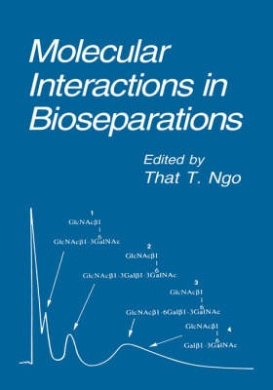 Molecular
Interactions in
Bioseparations
Edited by
That T. Ngo
1
GlcNAcβ1
6
GlcNAcβ1-3GalNAc
2
GlcNAcβ1
6
GlcNAcβ1-3Galβ1-3GalNAc
3
GlcNAcβ1
6
GlcNAcβ1-6Galβ1-3GalNAc
4
GlcNAcβ1
6
Galβ1-3GalNAc